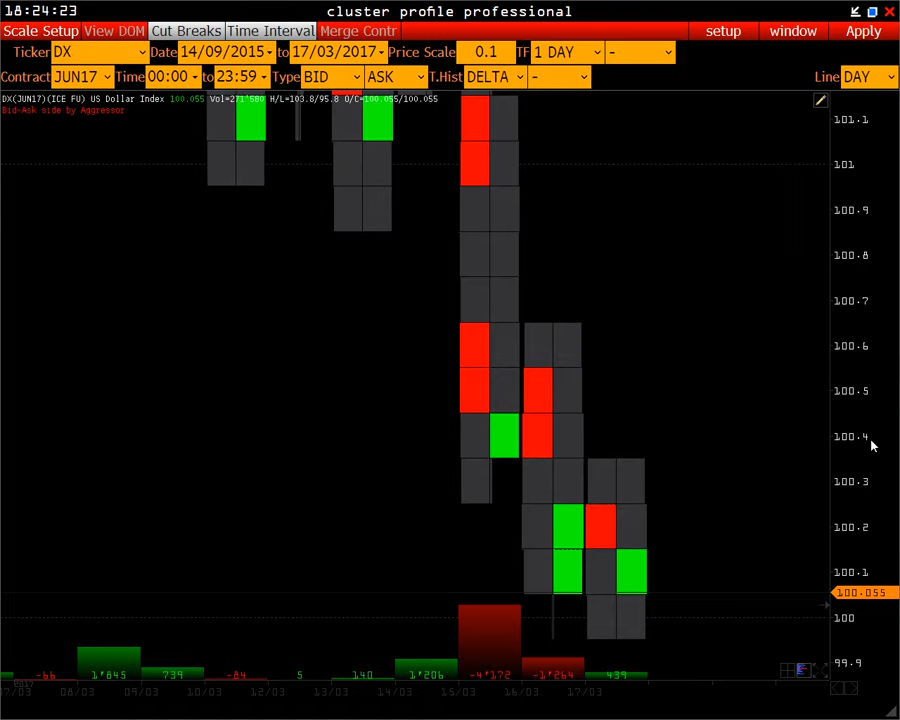 18:24:23 cluster profile professional
Scale Setup View DOM Cut Breaks Time Interval Merge Contr setup window Apply
Ticker DX Date 14/09/2015 to 17/03/2017 Price Scale 0.1 TF 1 DAY -
Contract JUN17 Time 00:00 to 23:59 Type BID ASK T.Hist DELTA - Line DAY
DX(JUN17)(ICE FU) US Dollar Index 100.055 Vol=271'580 H/L=103.8/95.8 O/C=100.055/100.055
Bid-Ask side by Aggressor
101.1
101
100.9
100.8
100.7
100.6
100.5
100.4
100.3
100.2
100.1
100.055
100
99.9
-66 1'845 739 -84 5 140 1'206 -4'172 -1'264 439
2017
7/03 08/03 09/03 10/03 12/03 13/03 14/03 15/03 16/03 17/03